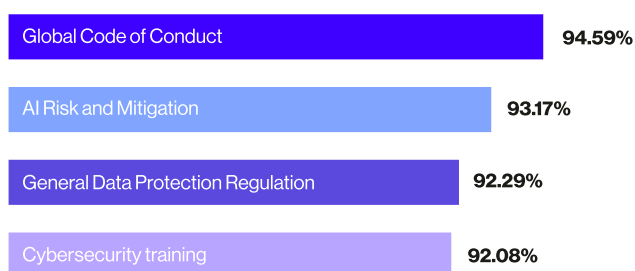 Global Code of Conduct 94.59%
AI Risk and Mitigation 93.17%
General Data Protection Regulation 92.29%
Cybersecurity training 92.08%